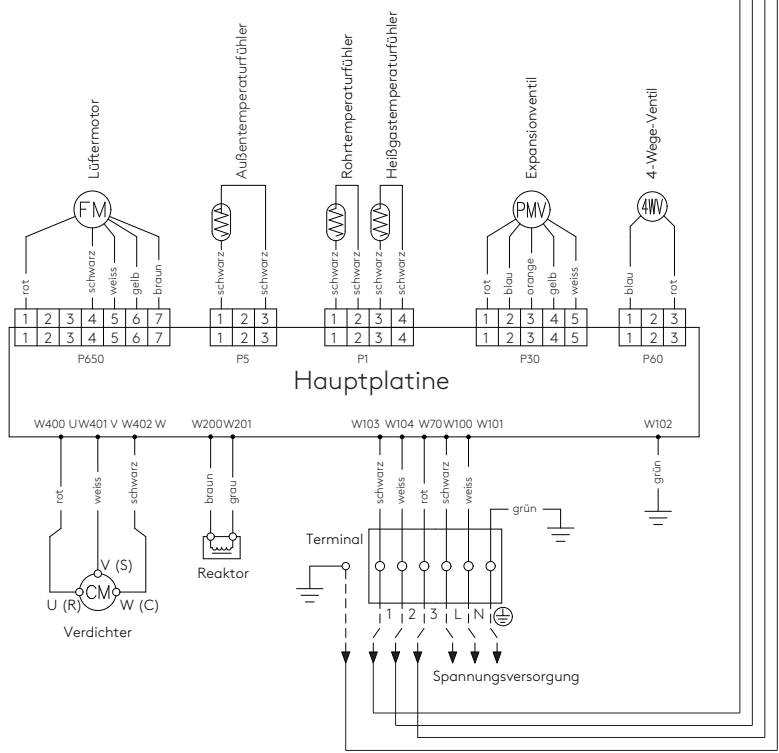 Lüftermotor
Außentemperaturfühler
Rohrtemperaturfühler
Heißgastemperaturfühler
Expansionventil
4-Wege-Ventil
FM
PMV
4WV
rot
schwarz
weiss
gelb
braun
schwarz
schwarz
schwarz
schwarz
schwarz
schwarz
rot
blau
orange
gelb
weiss
blau
rot
1 2 3 4 5 6 7
1 2 3
1 2 3 4
1 2 3 4 5
1 2 3
1 2 3 4 5 6 7
1 2 3
1 2 3 4
1 2 3 4 5
1 2 3
P650
P5
P1
P30
P60
Hauptplatine
W400 U W401 V W402 W
W200 W201
W103 W104 W70 W100 W101
W102
rot
weiss
schwarz
braun
grau
schwarz
weiss
rot
schwarz
weiss
grün
grün
Terminal
Reaktor
V (S)
CM
U (R)
W (C)
Verdichter
1 2 3 L N
Spannungsversorgung